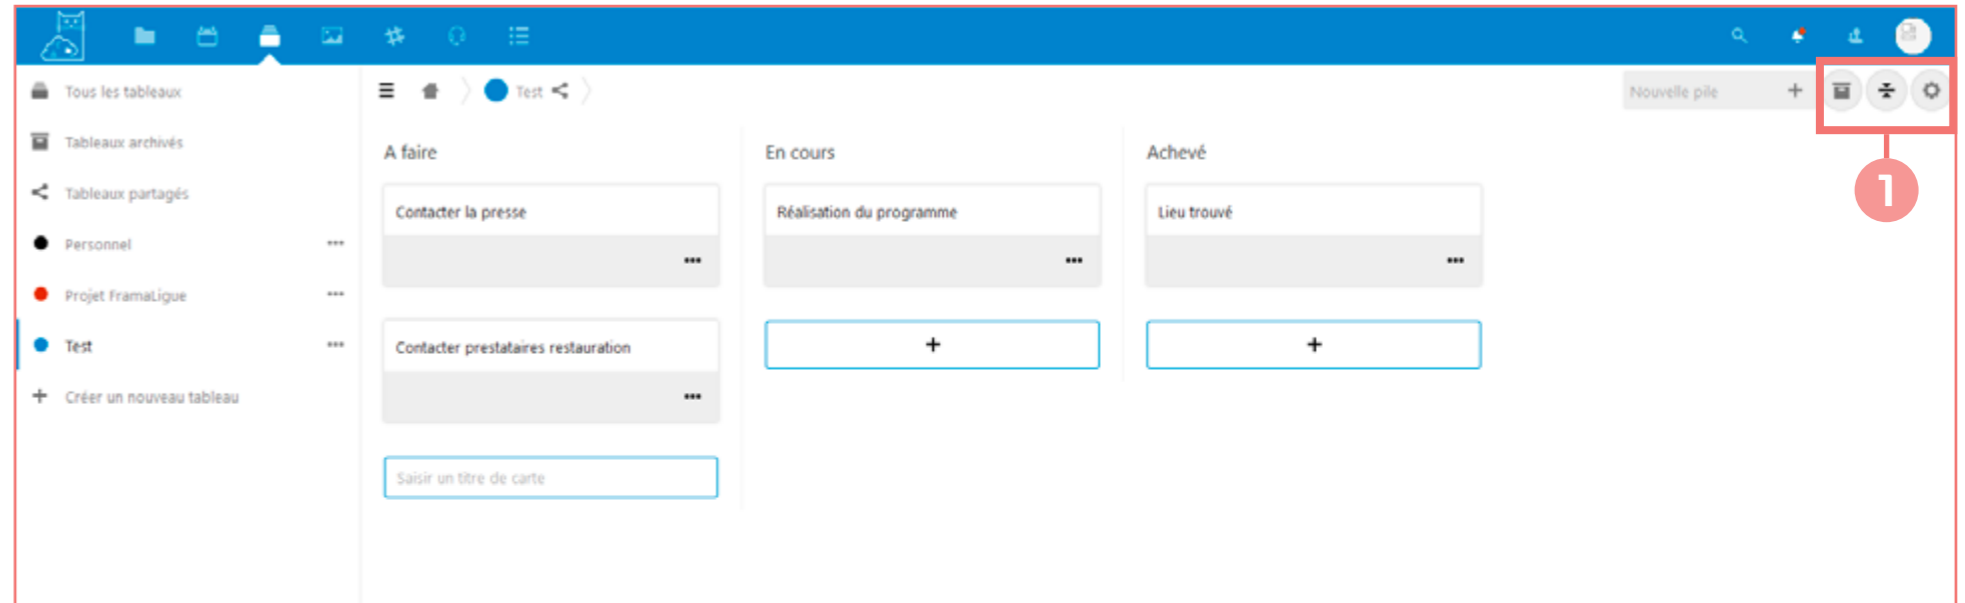 Tous les tableaux
Tableaux archivés
Tableaux partagés
Personnel
Projet FramaLigue
Test
Créer un nouveau tableau
Test
Nouvelle pile
1
A faire
Contacter la presse
Contacter prestataires restauration
Saisir un titre de carte
En cours
Réalisation du programme
Achevé
Lieu trouvé